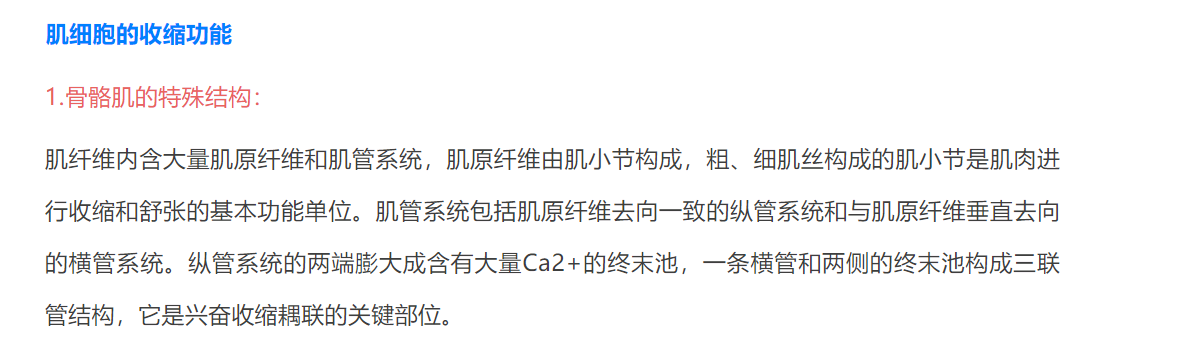 肌细胞的收缩功能
1.骨骼肌的特殊结构：
肌纤维内含大量肌原纤维和肌管系统，肌原纤维由肌小节构成，粗、细肌丝构成的肌小节是肌肉进
行收缩和舒张的基本功能单位。肌管系统包括肌原纤维去向一致的纵管系统和与肌原纤维垂直去向
的横管系统。纵管系统的两端膨大成含有大量Ca2+的终末池，一条横管和两侧的终末池构成三联
管结构，它是兴奋收缩耦联的关键部位。